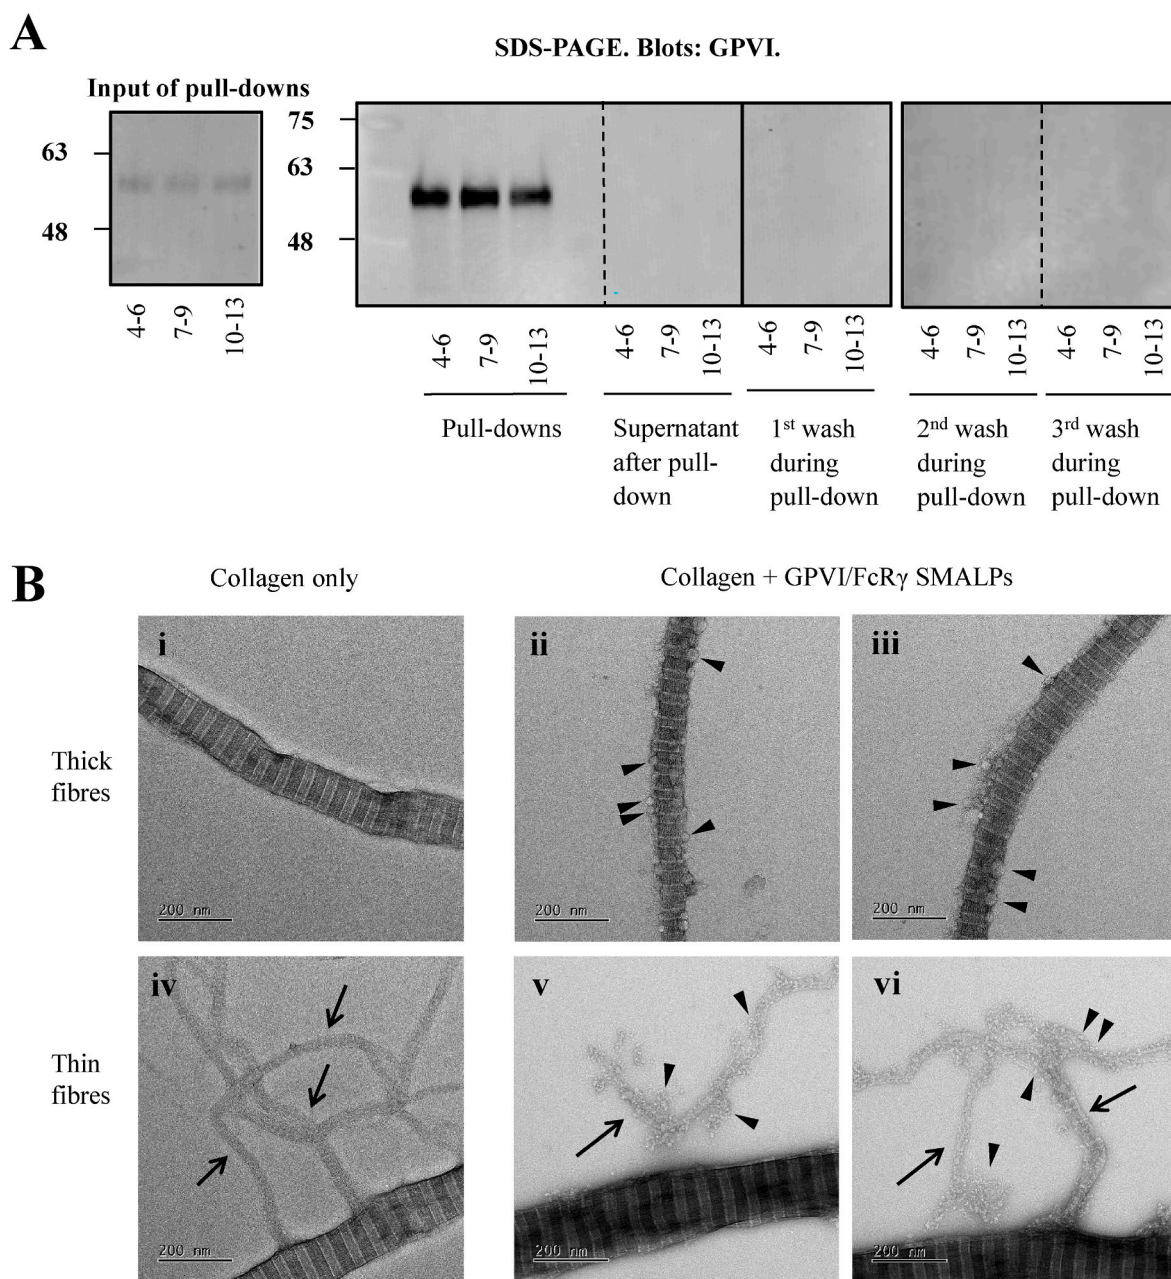 A
SDS-PAGE. Blots: GPVI.
Input of pull-downs
63
48
75
63
48
4-6
7-9
10-13
4-6
7-9
10-13
4-6
7-9
10-13
4-6
7-9
10-13
4-6
7-9
10-13
4-6
7-9
10-13
Pull-downs
Supernatant
after pull-
down
1st wash
during
pull-down
2nd wash
during
pull-down
3rd wash
during
pull-down
B
Collagen only
Collagen + GPVI/FcRγ SMALPs
Thick
fibres
i
200 nm
ii
200 nm
iii
200 nm
Thin
fibres
iv
200 nm
v
200 nm
vi
200 nm